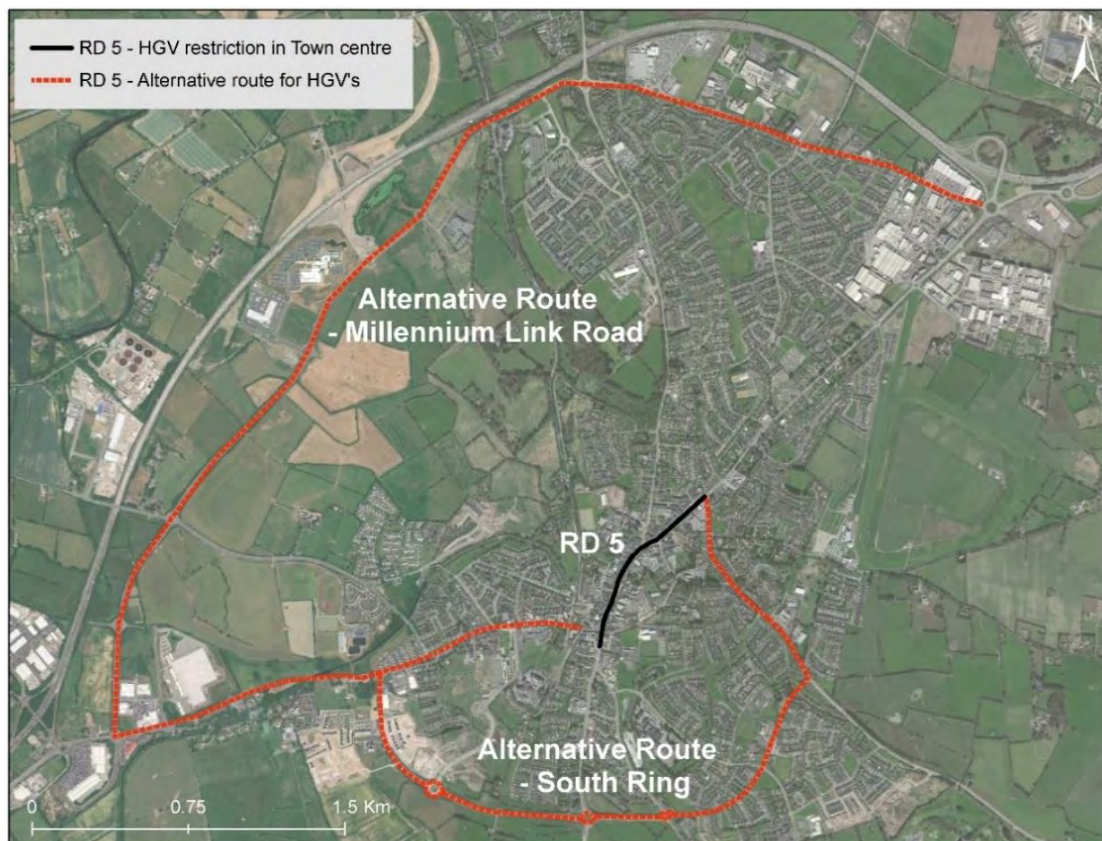 RD 5 - HGV restriction in Town centre
RD 5 - Alternative route for HGV's
N
Alternative Route
- Millennium Link Road
RD 5
Alternative Route
- South Ring
0 0.75 1.5 Km